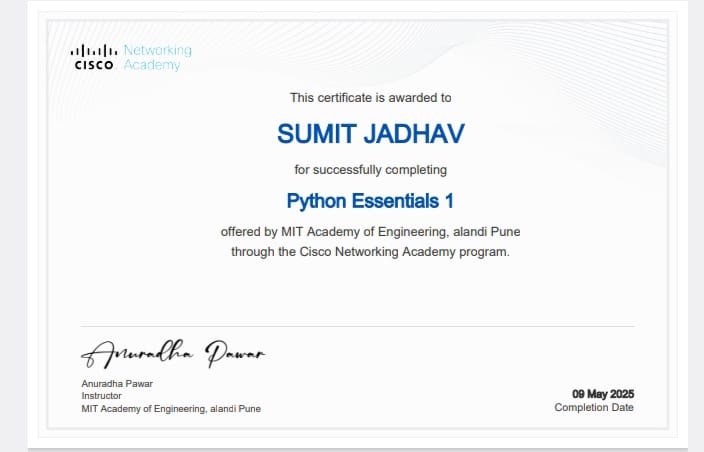 CISCO Networking Academy
This certificate is awarded to
SUMIT JADHAV
for successfully completing
Python Essentials 1
offered by MIT Academy of Engineering, alandi Pune
through the Cisco Networking Academy program.
Anuradha Pawar
Anuradha Pawar
Instructor
MIT Academy of Engineering, alandi Pune
09 May 2025
Completion Date